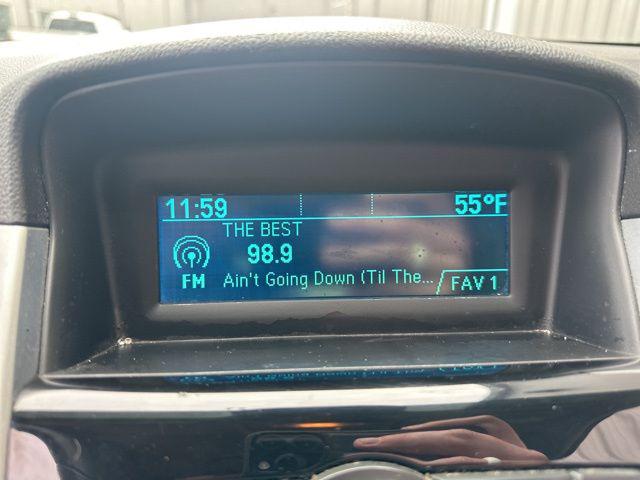 11:59 55°F
THE BEST
98.9
FM Ain't Going Down (Til The... FAV 1